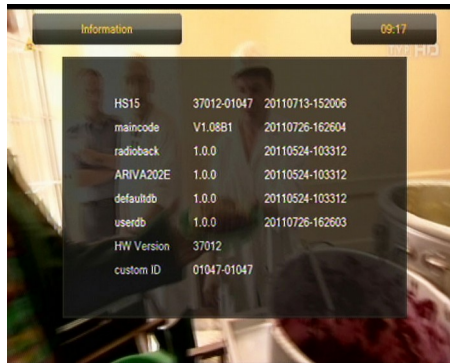 Information
09:17
HS15 37012-01047 20110713-152006
maincode V1.08B1 20110726-162604
radioback 1.0.0 20110524-103312
ARIVA202E 1.0.0 20110524-103312
defaultdb 1.0.0 20110524-103312
userdb 1.0.0 20110726-162603
HW Version 37012
custom ID 01047-01047